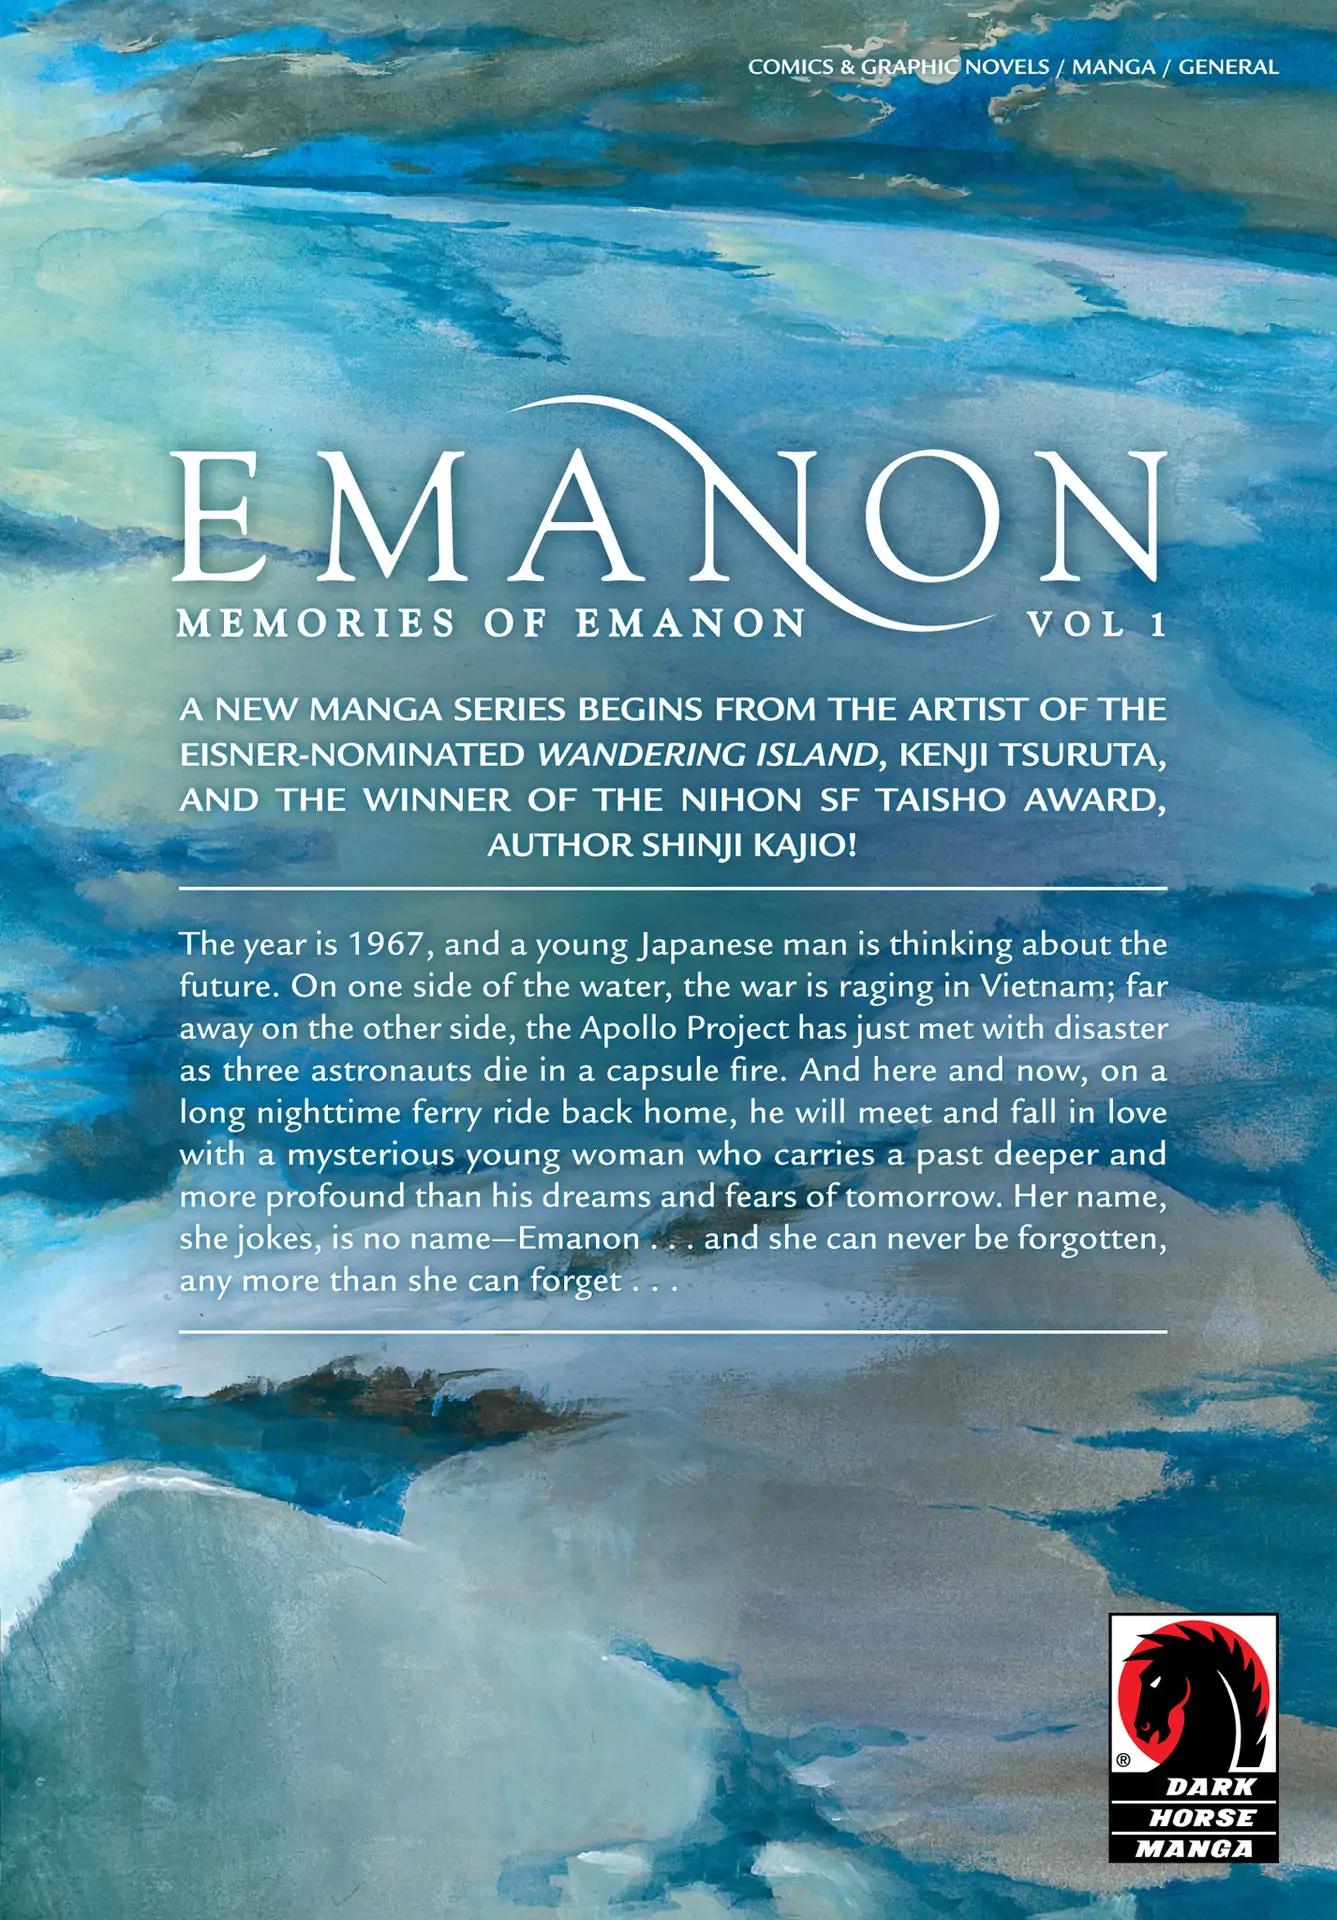 COMICS & GRAPHIC NOVELS / MANGA / GENERAL
EMANON
MEMORIES OF EMANON VOL 1
A NEW MANGA SERIES BEGINS FROM THE ARTIST OF THE
EISNER-NOMINATED WANDERING ISLAND, KENJI TSURUTA,
AND THE WINNER OF THE NIHON SF TAISHO AWARD,
AUTHOR SHINJI KAJIO!
The year is 1967, and a young Japanese man is thinking about the
future. On one side of the water, the war is raging in Vietnam; far
away on the other side, the Apollo Project has just met with disaster
as three astronauts die in a capsule fire. And here and now, on a
long nighttime ferry ride back home, he will meet and fall in love
with a mysterious young woman who carries a past deeper and
more profound than his dreams and fears of tomorrow. Her name,
she jokes, is no name—Emanon . . . and she can never be forgotten,
any more than she can forget . . .
®
DARK
HORSE
MANGA